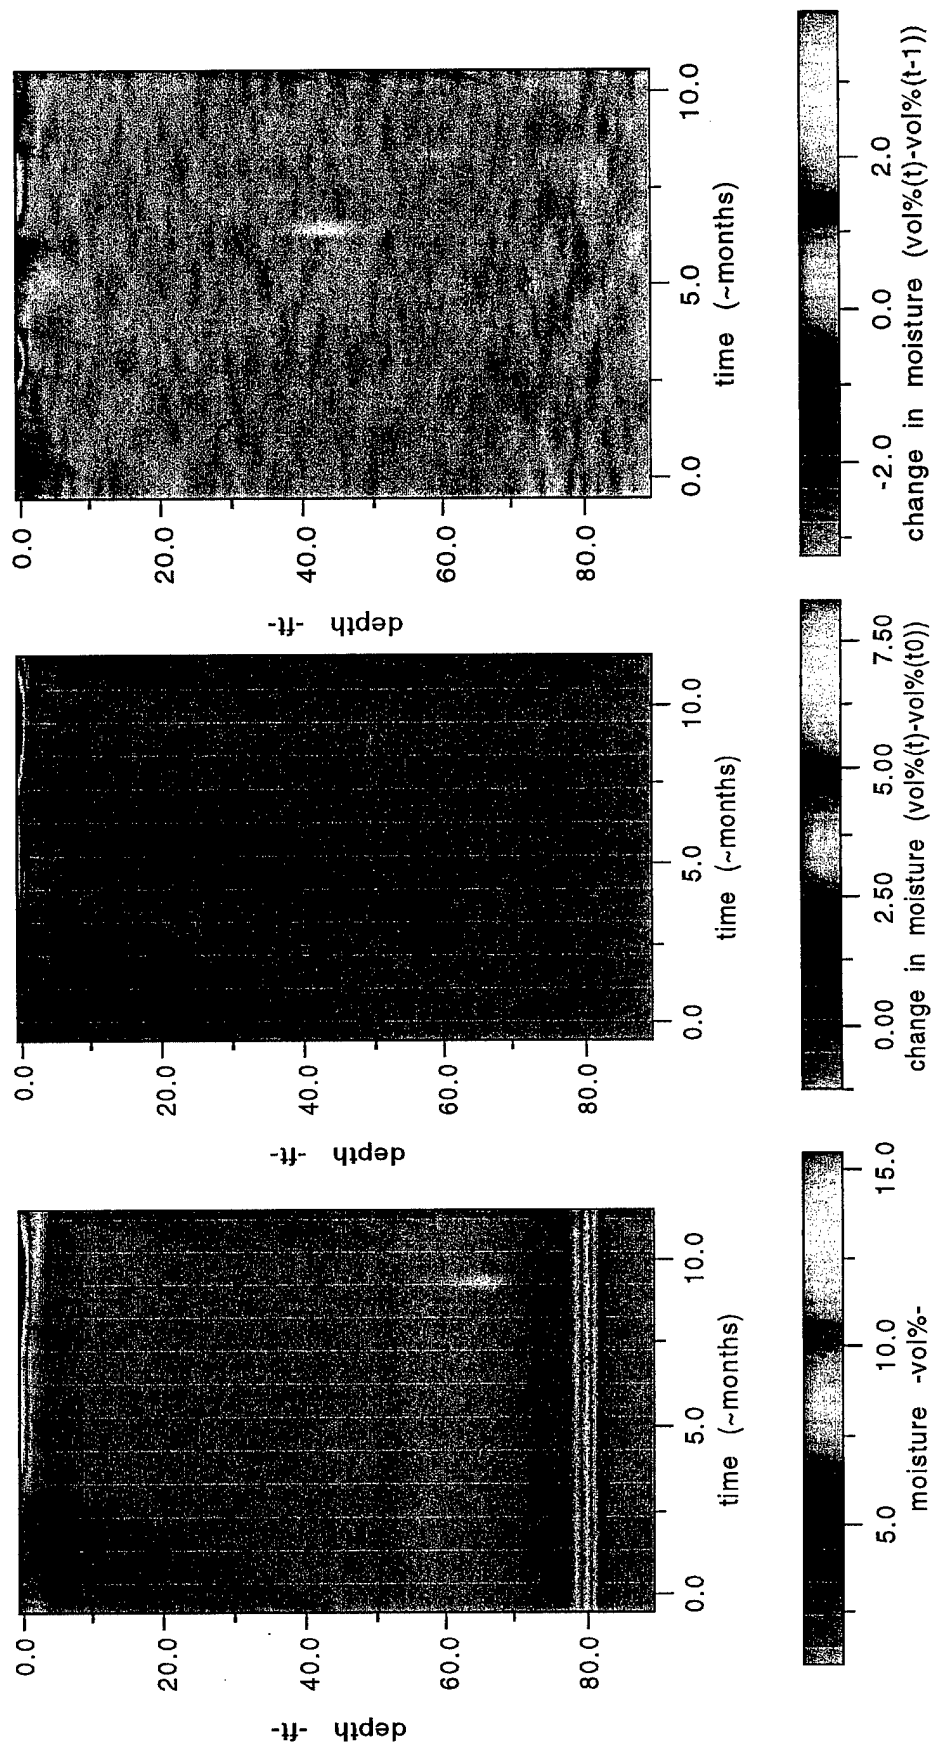 depth -ft-
0.0
20.0
40.0
60.0
80.0
0.0 5.0 10.0
time (~months)
5.0 10.0 15.0
moisture -vol%-
depth -ft-
0.0
20.0
40.0
60.0
80.0
0.0 5.0 10.0
time (~months)
0.00 2.50 5.00 7.50
change in moisture (vol%(t)-vol%(t0))
depth -ft-
0.0
20.0
40.0
60.0
80.0
0.0 5.0 10.0
time (~months)
-2.0 0.0 2.0
change in moisture (vol%(t)-vol%(t-1))